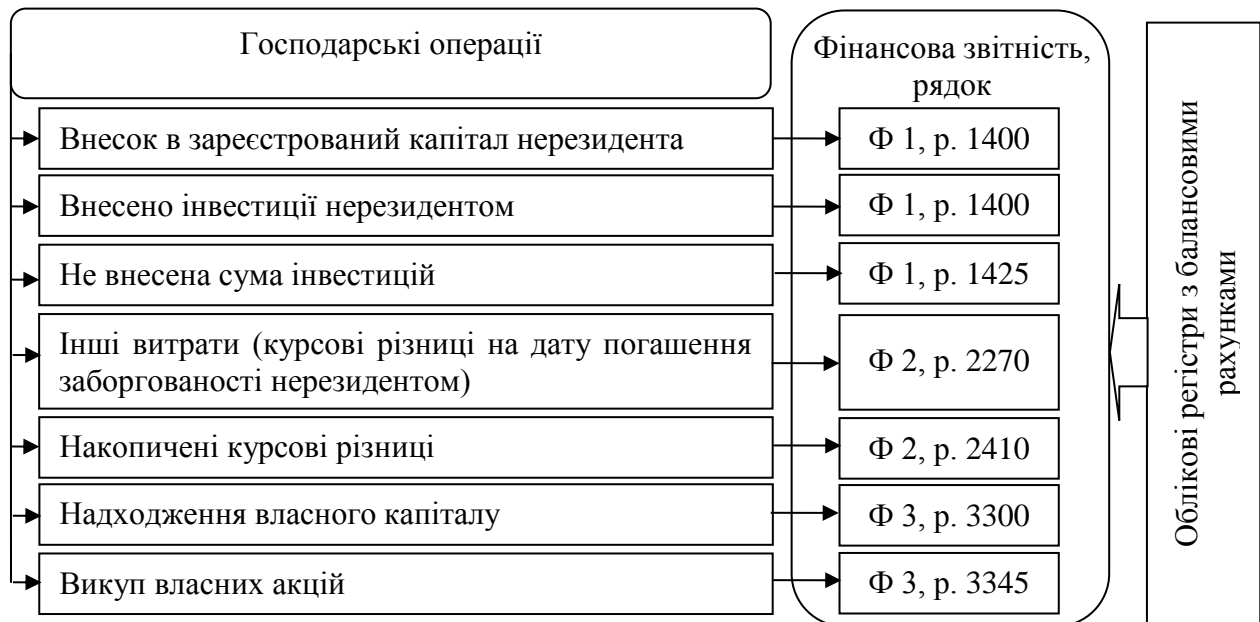 Господарські операції
Фінансова звітність,
рядок
Внесок в зареєстрований капітал нерезидента
Ф 1, р. 1400
Внесено інвестиції нерезидентом
Ф 1, р. 1400
Не внесена сума інвестицій
Ф 1, р. 1425
Інші витрати (курсові різниці на дату погашення
заборгованості нерезидентом)
Ф 2, р. 2270
Накопичені курсові різниці
Ф 2, р. 2410
Надходження власного капіталу
Ф 3, р. 3300
Викуп власних акцій
Ф 3, р. 3345
Облікові регістри з балансовими
рахунками